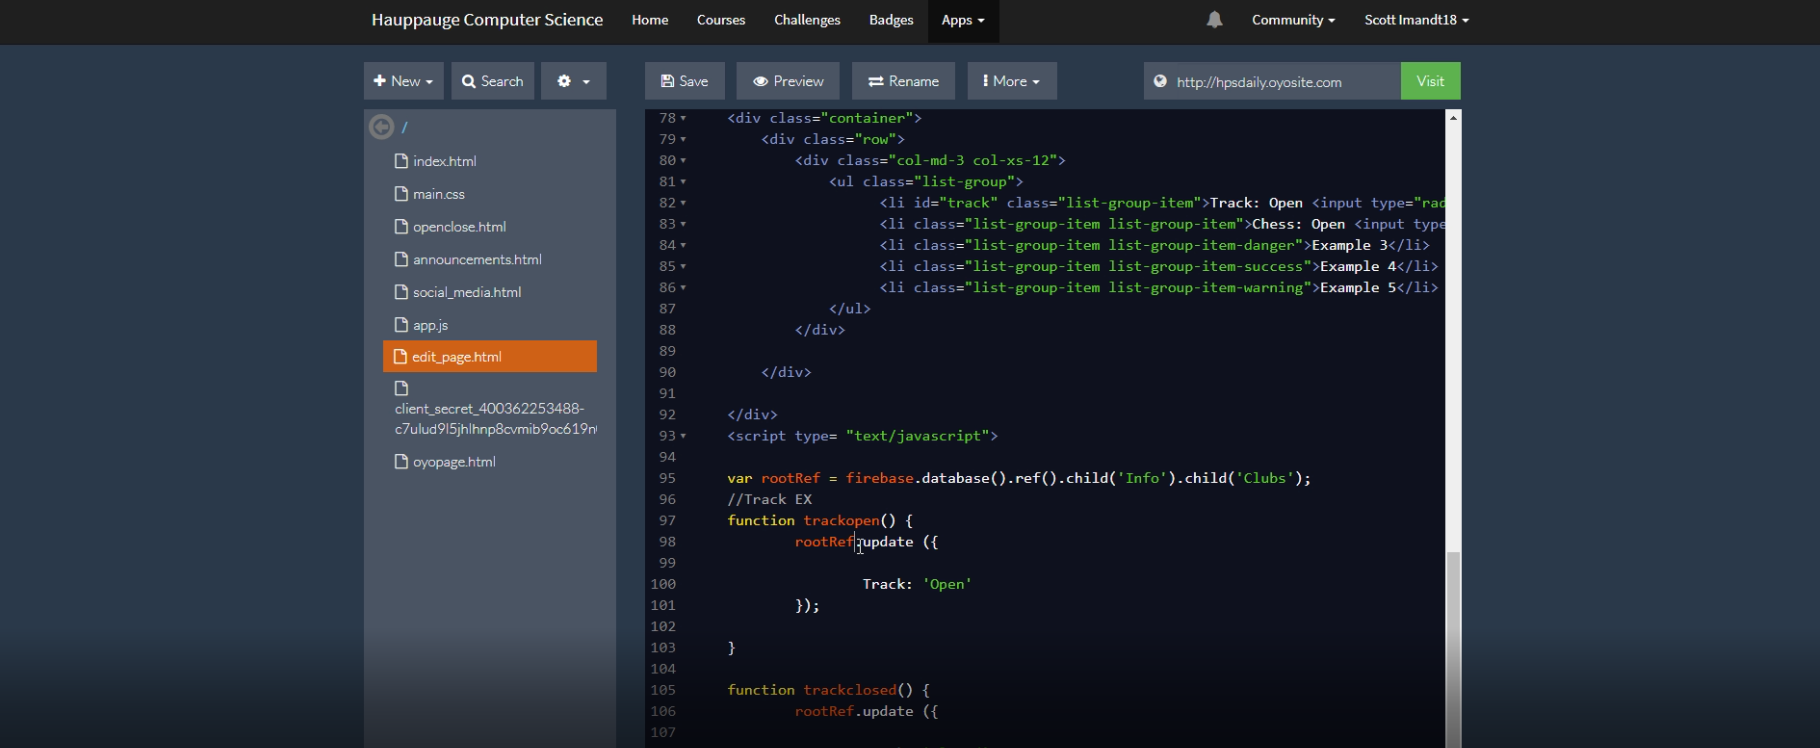 Hauppauge Computer Science Home Courses Challenges Badges Apps Community Scott Imandt18
New Search Save Preview Rename More http://hpsdaily.oyosite.com Visit
/
index.html
main.css
openclose.html
announcements.html
social_media.html
app.js
edit_page.html
client_secret_400362253488-
oyopage.html
78 <div class="container">
79 <div class="row">
80 <div class="col-md-3 col-xs-12">
81 <ul class="list-group">
82 <li id="track" class="list-group-item">Track: Open <input type="rad
83 <li class="list-group-item list-group-item">Chess: Open <input type
84 <li class="list-group-item list-group-item-danger">Example 3</li>
85 <li class="list-group-item list-group-item-success">Example 4</li>
86 <li class="list-group-item list-group-item-warning">Example 5</li>
87 </ul>
88 </div>
89
90 </div>
91
92 </div>
93 <script type= "text/javascript">
94
95 var rootRef = firebase.database().ref().child('Info').child('Clubs');
96 //Track EX
97 function trackopen() {
98 rootRef.update ({
99
100 Track: 'Open'
101 });
102
103 }
104
105 function trackclosed() {
106 rootRef.update ({
107